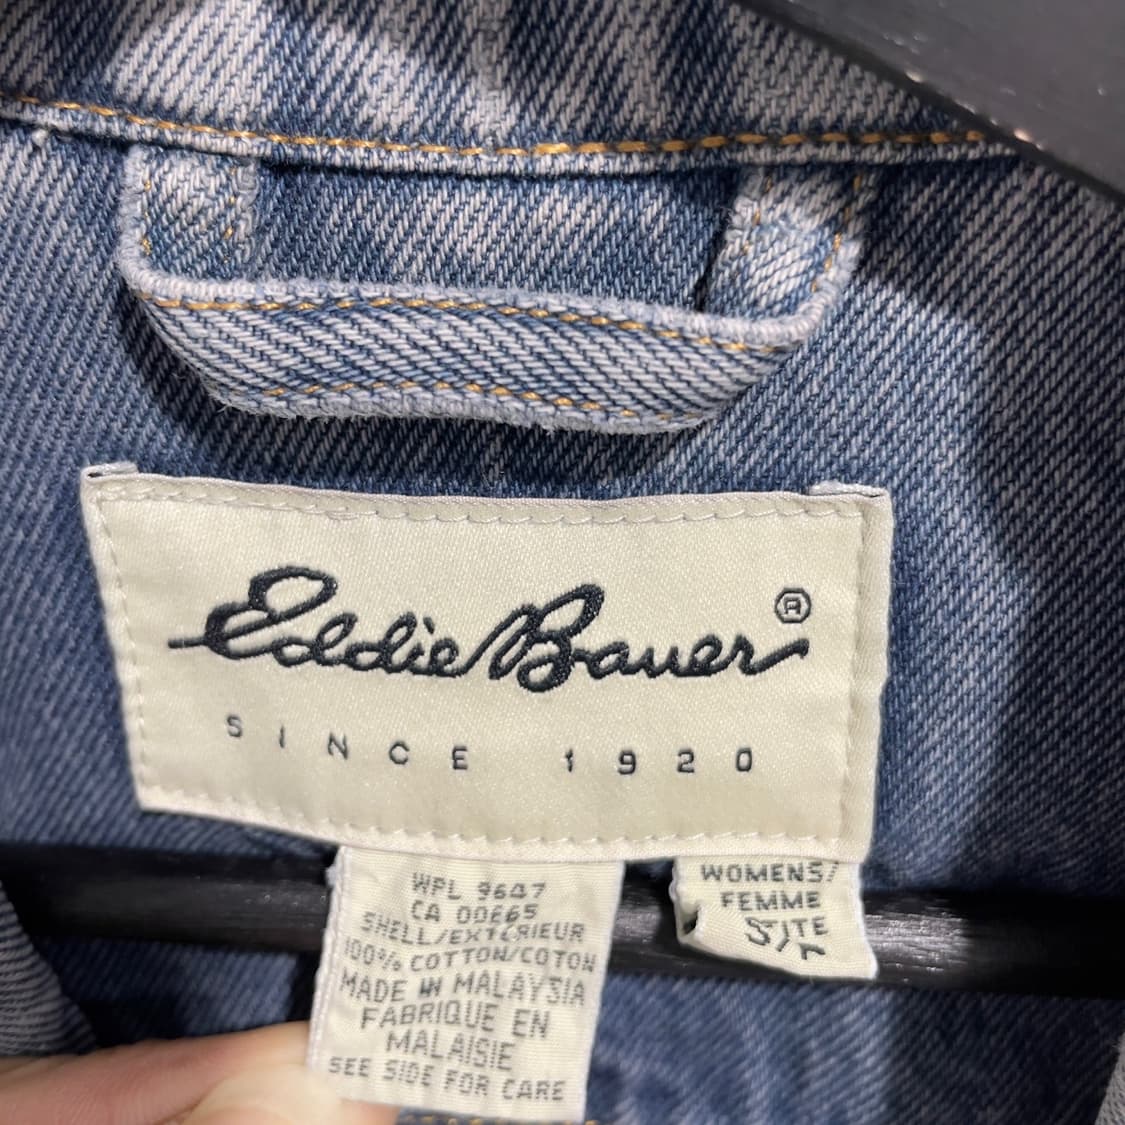 Eddie Bauer®
SINCE 1920
WPL 9647
CA 00E65
SHELL/EXTÉRIEUR
100% COTTON/COTON
MADE IN MALAYSIA
FABRIQUE EN
MALAISIE
SEE SIDE FOR CARE
WOMENS/
FEMME